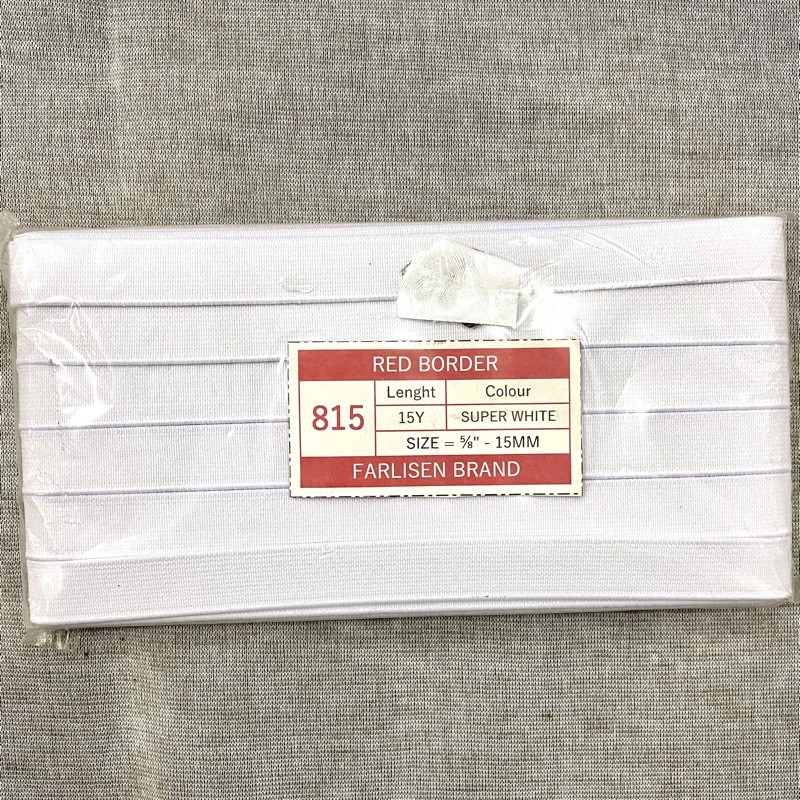 RED BORDER
815
Lenght Colour
15Y SUPER WHITE
SIZE = ⅝" - 15MM
FARLISEN BRAND